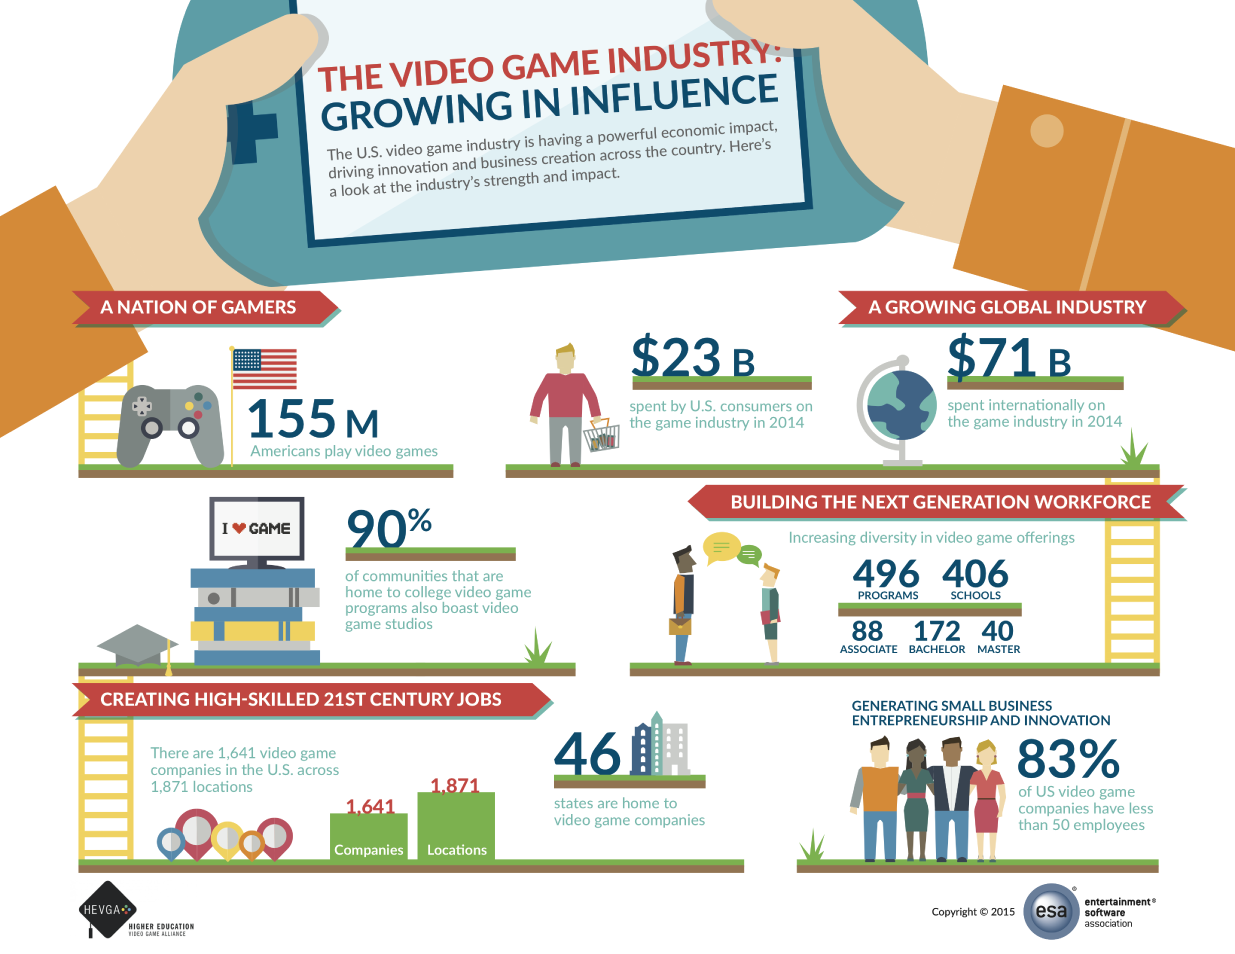 THE VIDEO GAME INDUSTRY:
GROWING IN INFLUENCE
The U.S. video game industry is having a powerful economic impact,
driving innovation and business creation across the country. Here's
a look at the industry's strength and impact.
A NATION OF GAMERS
155 M
Americans play video games
$23 B
spent by U.S. consumers on
the game industry in 2014
A GROWING GLOBAL INDUSTRY
$71 B
spent internationally on
the game industry in 2014
I ♥ GAME
90%
of communities that are
home to college video game
programs also boast video
game studios
BUILDING THE NEXT GENERATION WORKFORCE
Increasing diversity in video game offerings
496 406
PROGRAMS SCHOOLS
88 172 40
ASSOCIATE BACHELOR MASTER
CREATING HIGH-SKILLED 21ST CENTURY JOBS
There are 1,641 video game
companies in the U.S. across
1,871 locations
1,641
Companies
1,871
Locations
46
states are home to
video game companies
GENERATING SMALL BUSINESS
ENTREPRENEURSHIP AND INNOVATION
83%
of US video game
companies have less
than 50 employees
HEVGA
HIGHER EDUCATION
VIDEO GAME ALLIANCE
Copyright © 2015
esa®
entertainment®
software
association